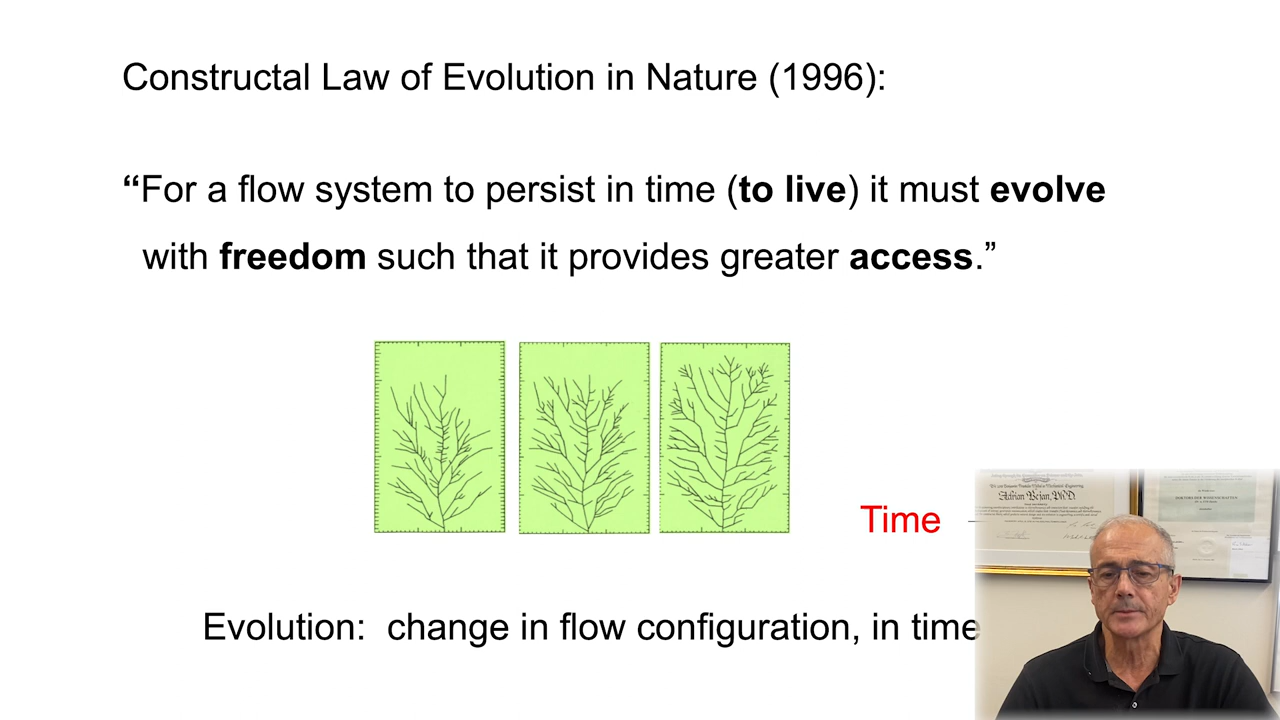 Constructal Law of Evolution in Nature (1996):
“For a flow system to persist in time (to live) it must evolve
with freedom such that it provides greater access.”
Time
Evolution:  change in flow configuration, in time
Adrian Bejan, Ph.D.
DOKTORS DER WISSENSCHAFTEN